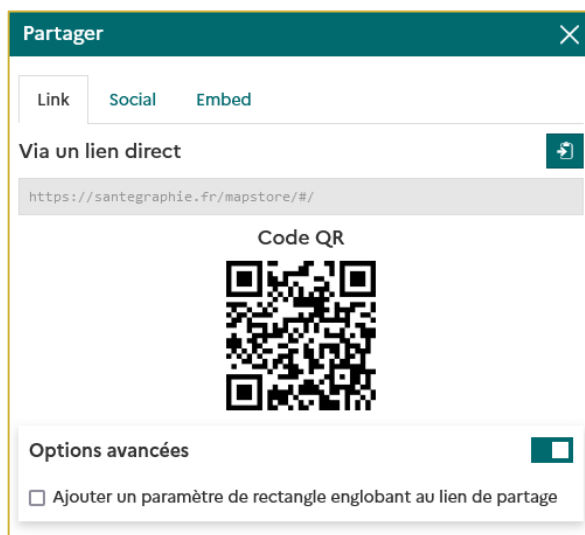 Partager
Link Social Embed
Via un lien direct
https://santegraphie.fr/mapstore/#/
Code QR
Options avancées
Ajouter un paramètre de rectangle englobant au lien de partage